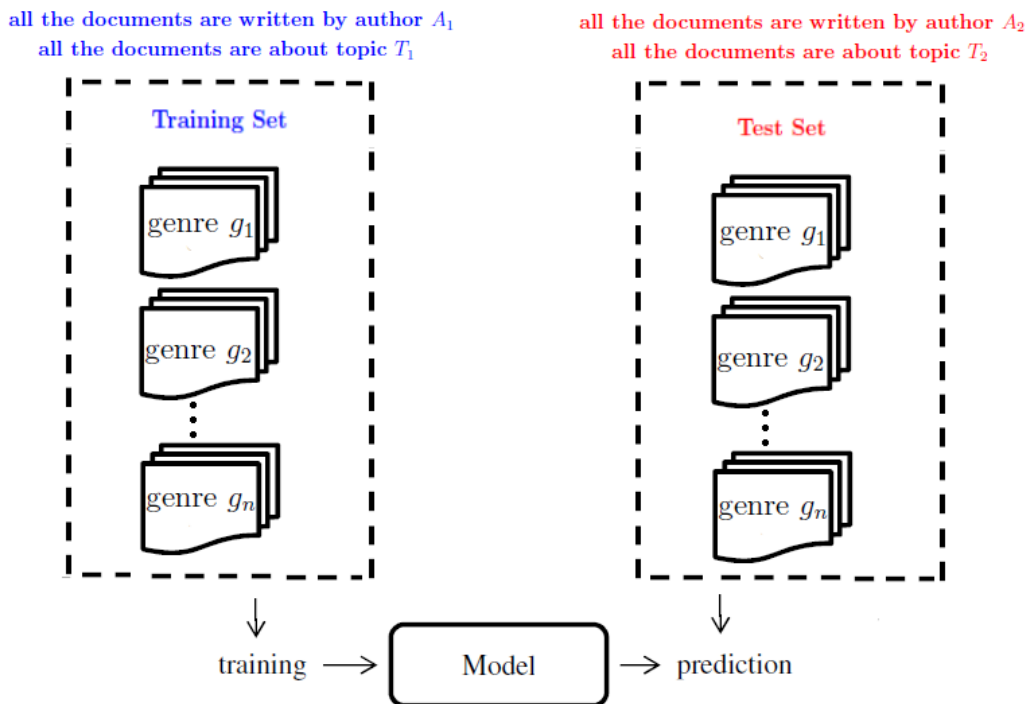 all the documents are written by author A₁
all the documents are about topic T₁
Training Set
genre g₁
genre g₂
genre gₙ
all the documents are written by author A₂
all the documents are about topic T₂
Test Set
genre g₁
genre g₂
genre gₙ
training
Model
prediction